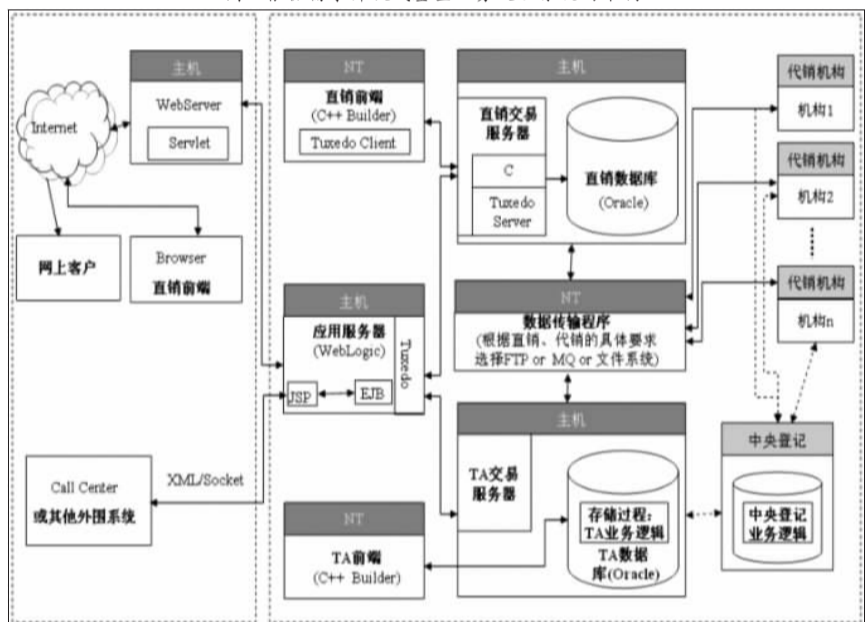 主机
WebServer
Servlet
Internet
网上客户
Browser
直销前端
Call Center
或其他外围系统
XML/Socket
NT
直销前端
(C++ Builder)
Tuxedo Client
主机
应用服务器
(WebLogic)
Tuxedo
JSP
EJB
NT
TA前端
(C++ Builder)
主机
直销交易
服务器
C
Tuxedo
Server
直销数据库
(Oracle)
NT
数据传输程序
(根据直销、代销的具体要求
选择FTP or MQ or 文件系统)
主机
TA交易
服务器
存储过程:
TA业务逻辑
TA数据
库(Oracle)
代销机构
机构1
代销机构
机构2
代销机构
机构n
中央登记
中央登记
业务逻辑